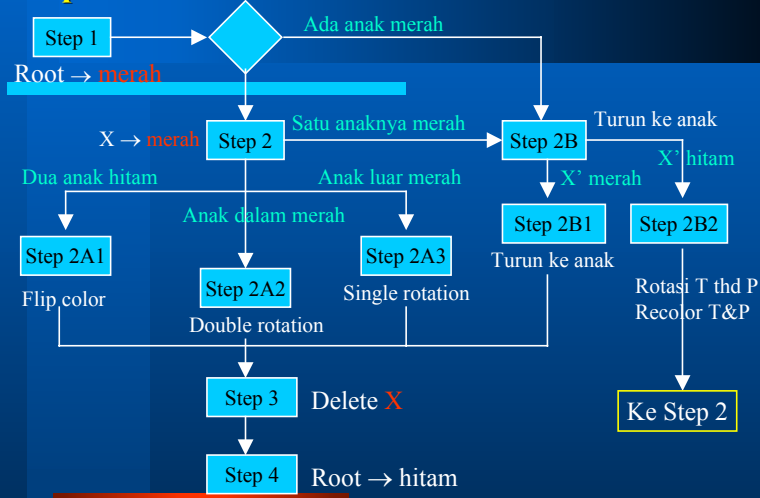 Step 1
Ada anak merah
Root → merah
X → merah
Step 2
Satu anaknya merah
Step 2B
Turun ke anak
X' hitam
X' merah
Dua anak hitam
Anak luar merah
Anak dalam merah
Step 2A1
Flip color
Step 2A2
Double rotation
Step 2A3
Single rotation
Step 2B1
Turun ke anak
Step 2B2
Rotasi T thd P
Recolor T&P
Step 3
Delete X
Ke Step 2
Step 4
Root → hitam